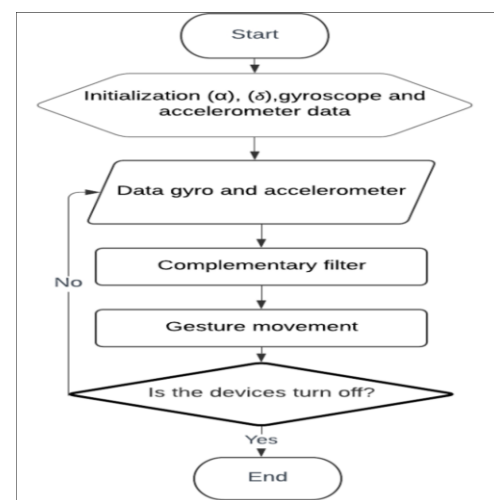 Start
Initialization (α), (δ),gyroscope and
accelerometer data
Data gyro and accelerometer
No
Complementary filter
Gesture movement
Is the devices turn off?
Yes
End